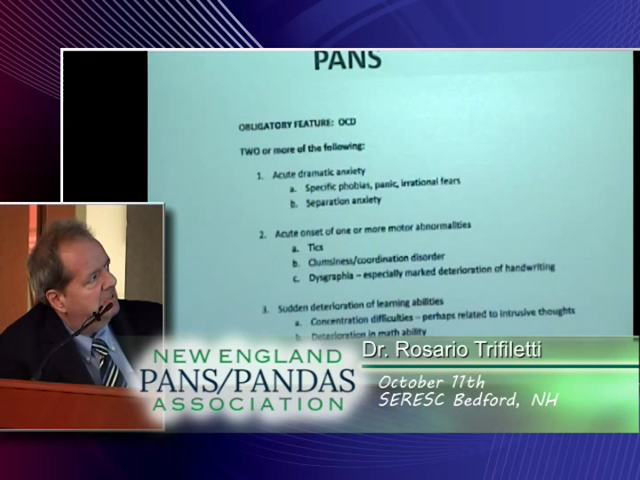 PANS
OBLIGATORY FEATURE: OCD
TWO or more of the following:
1. Acute dramatic anxiety
a. Specific phobias, panic, irrational fears
b. Separation anxiety
2. Acute onset of one or more motor abnormalities
a. Tics
b. Clumsiness/coordination disorder
c. Dysgraphia – especially marked deterioration of handwriting
3. Sudden deterioration of learning abilities
a. Concentration difficulties – perhaps related to intrusive thoughts
b. Deterioration in math ability
NEW ENGLAND
PANS/PANDAS
ASSOCIATION
Dr. Rosario Trifiletti
October 11th
SERESC Bedford, NH